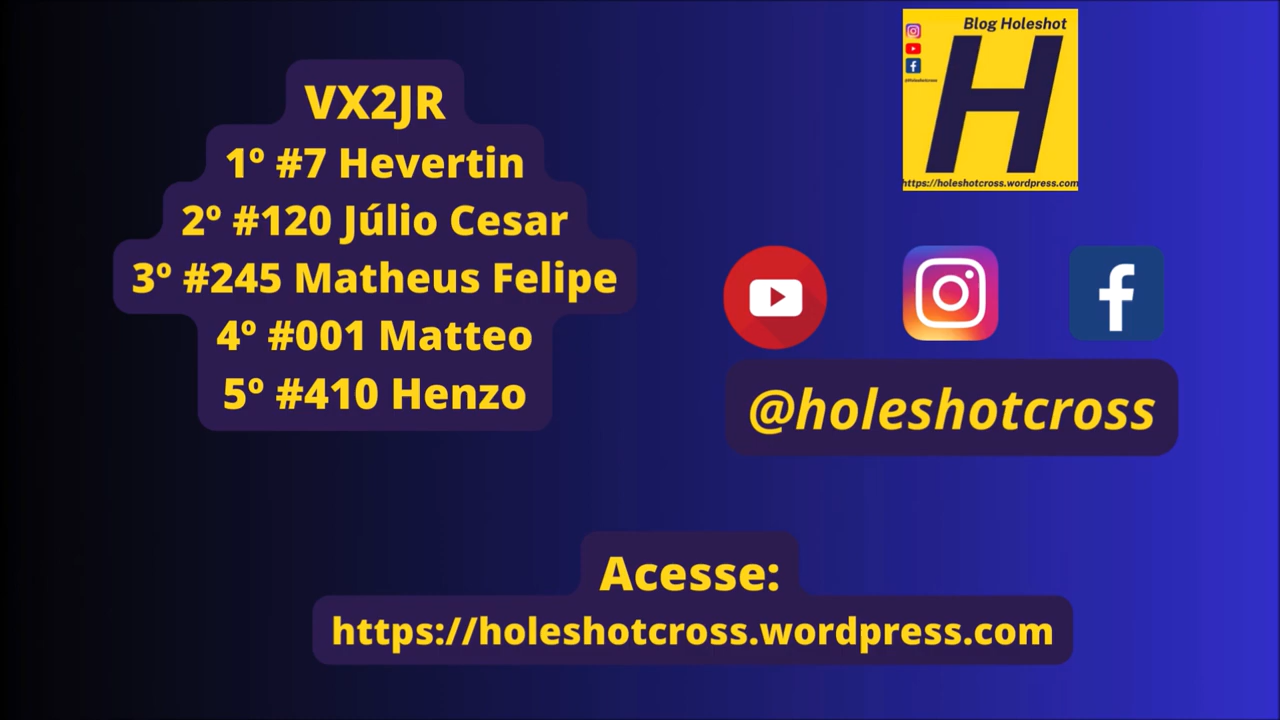 VX2JR
1º #7 Hevertin
2º #120 Júlio Cesar
3º #245 Matheus Felipe
4º #001 Matteo
5º #410 Henzo
Blog Holeshot
H
@holeshotcross
https://holeshotcross.wordpress.com
@holeshotcross
Acesse:
https://holeshotcross.wordpress.com